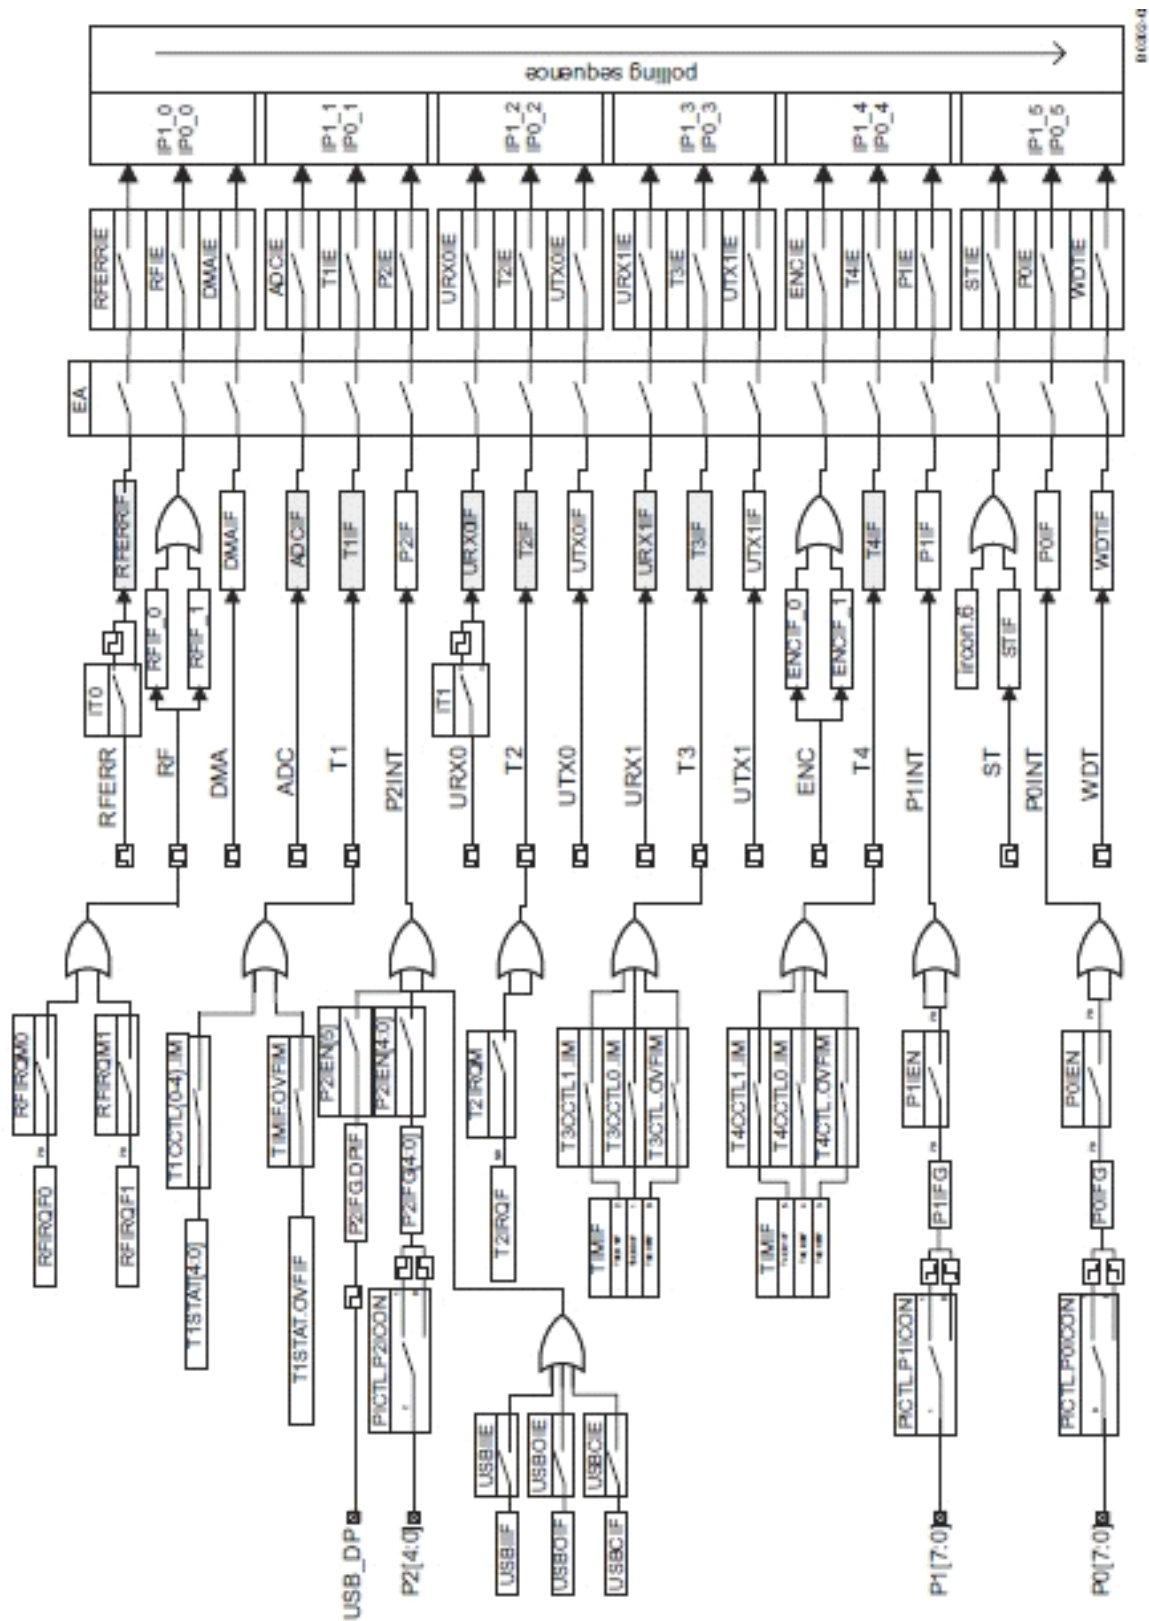 polling sequence
IP1_0
IP0_0
IP1_1
IP0_1
IP1_2
IP0_2
IP1_3
IP0_3
IP1_4
IP0_4
IP1_5
IP0_5
RFERRIE
RFIE
DMAIE
ADCIE
T1IE
P2IE
URX0IE
T2IE
UTX0IE
URX1IE
T3IE
UTX1IE
ENCIE
T4IE
P1IE
STIE
P0IE
WDTIE
EA
RFERRIF
RFIF_0
RFIF_1
DMAIF
ADCIF
T1IF
P2IF
URX0IF
T2IF
UTX0IF
URX1IF
T3IF
UTX1IF
ENCIF_0
ENCIF_1
T4IF
P1IF
ircon.6
STIF
P0IF
WDTIF
IT0
IT1
RFERR
RF
DMA
ADC
T1
P2INT
URX0
T2
UTX0
URX1
T3
UTX1
ENC
T4
P1INT
ST
P0INT
WDT
RFIRQM0
RFIRQM1
T1CCTL(0-4).IM
TIMIF.OVFIM
P2IEN[5]
P2IEN[4:0]
T2IRQM
T3CCTL1.IM
T3CCTL0.IM
T3CTL.OVFIM
T4CCTL1.IM
T4CCTL0.IM
T4CTL.OVFIM
P1IEN
P0IEN
RFIRQF0
RFIRQF1
T1STAT[4:0]
T1STAT.OVFIF
P2IFG.DPIF
P2IFG[4:0]
T2IRQF
TIMIF
TIMIF
P1IFG
P0IFG
PICTL.P2ICON
PICTL.P1ICON
PICTL.P0ICON
USBIIE
USBOIE
USBCIE
USBIIF
USBOIF
USBCIF
USB_DP
P2[4:0]
P1[7:0]
P0[7:0]